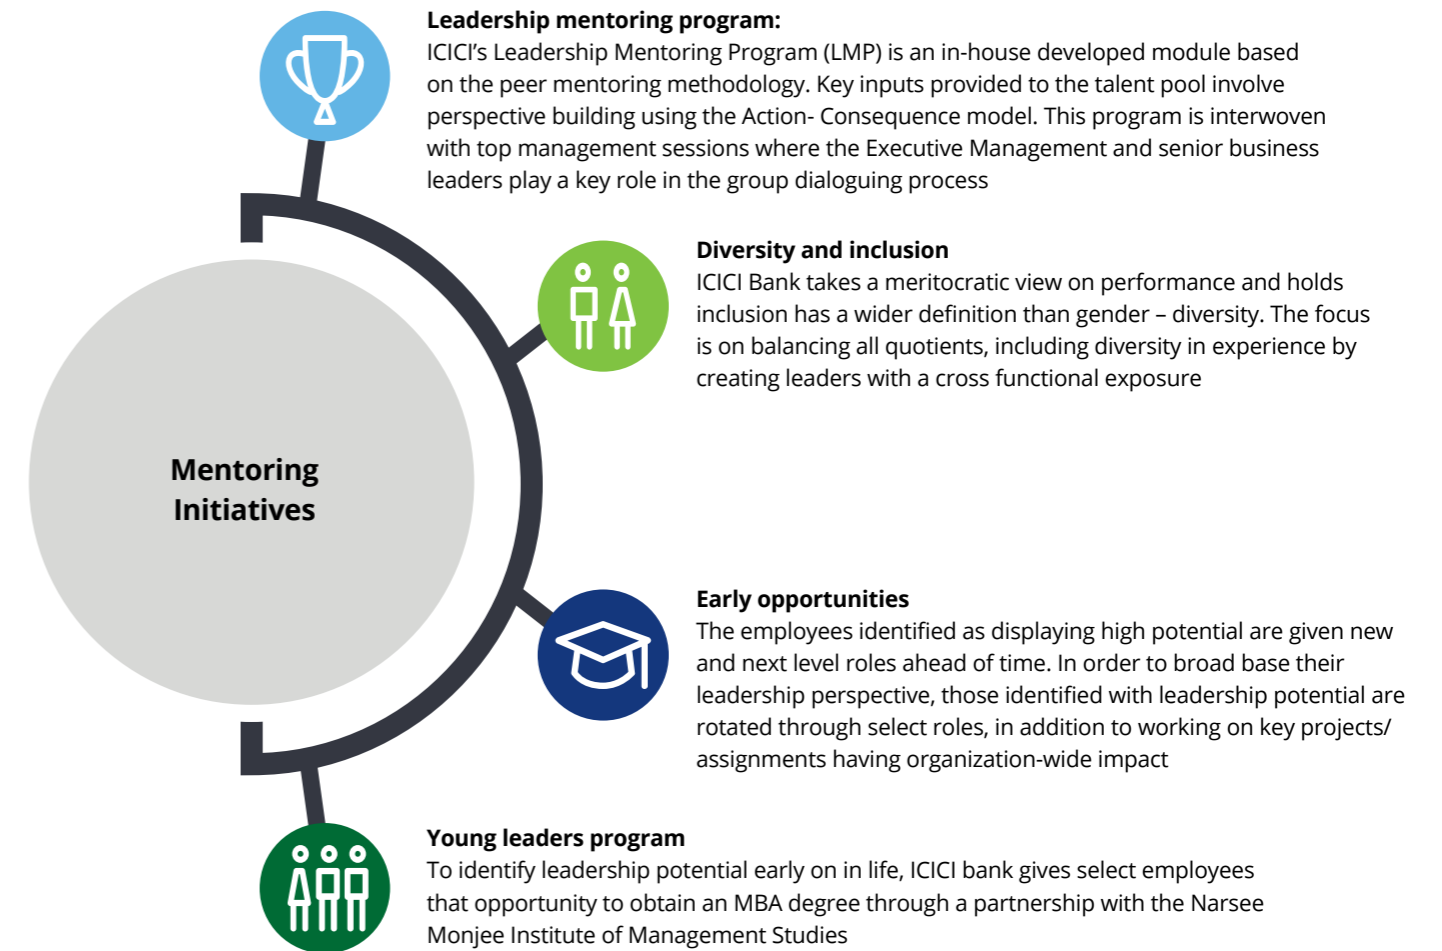 Leadership mentoring program:
ICICI’s Leadership Mentoring Program (LMP) is an in-house developed module based
on the peer mentoring methodology. Key inputs provided to the talent pool involve
perspective building using the Action- Consequence model. This program is interwoven
with top management sessions where the Executive Management and senior business
leaders play a key role in the group dialoguing process
Diversity and inclusion
ICICI Bank takes a meritocratic view on performance and holds
inclusion has a wider definition than gender – diversity. The focus
is on balancing all quotients, including diversity in experience by
creating leaders with a cross functional exposure
Mentoring
Initiatives
Early opportunities
The employees identified as displaying high potential are given new
and next level roles ahead of time. In order to broad base their
leadership perspective, those identified with leadership potential are
rotated through select roles, in addition to working on key projects/
assignments having organization-wide impact
Young leaders program
To identify leadership potential early on in life, ICICI bank gives select employees
that opportunity to obtain an MBA degree through a partnership with the Narsee
Monjee Institute of Management Studies